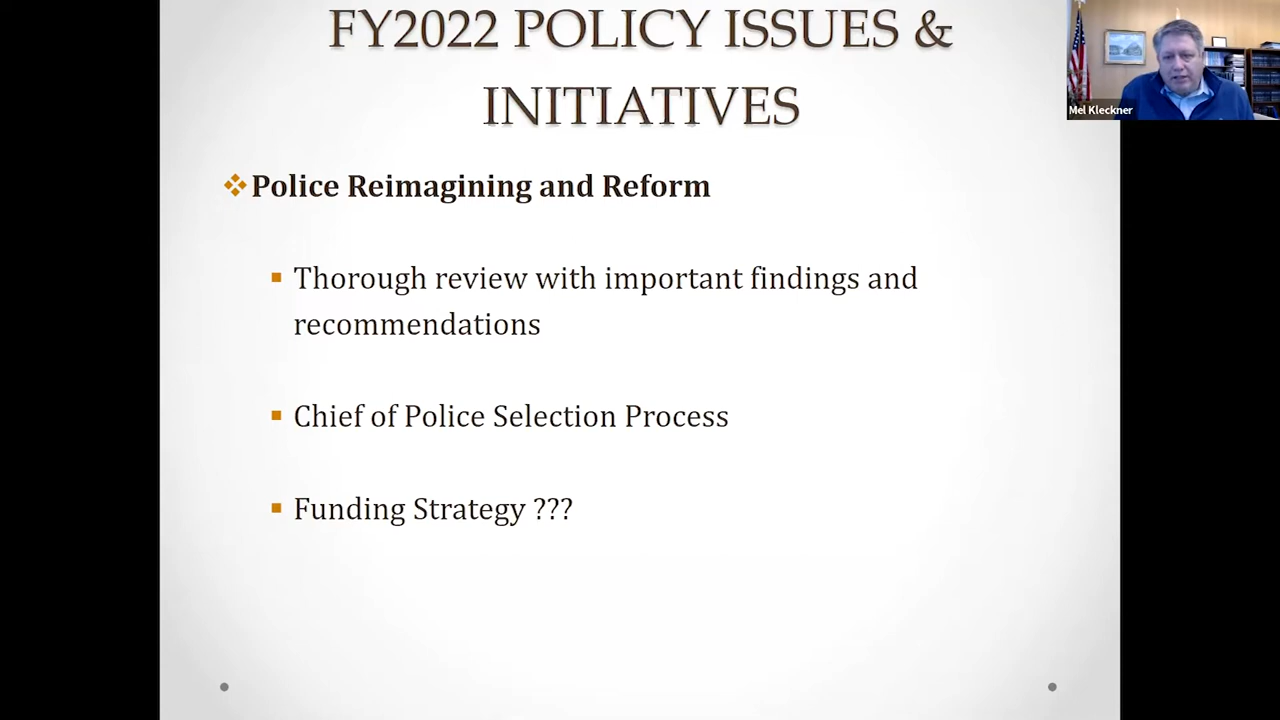 FY2022 POLICY ISSUES &
INITIATIVES
Mel Kleckner
Police Reimagining and Reform
Thorough review with important findings and
recommendations
Chief of Police Selection Process
Funding Strategy ???